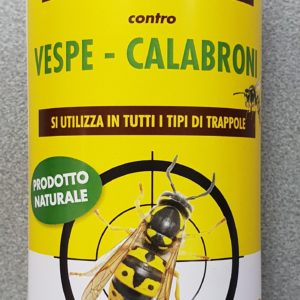 contro
VESPE - CALABRONI
SI UTILIZZA IN TUTTI I TIPI DI TRAPPOLE
PRODOTTO
NATURALE